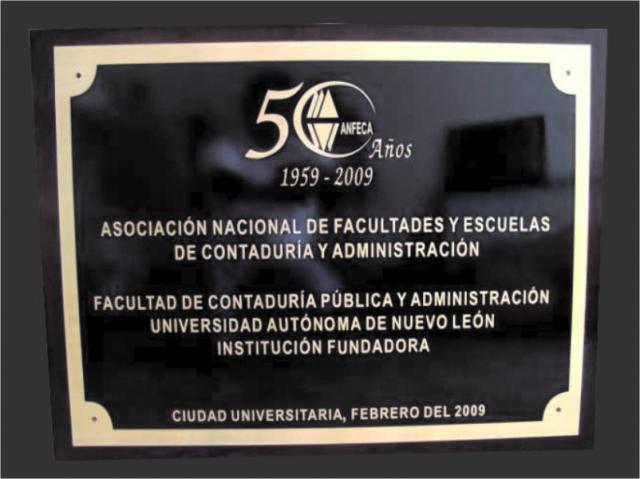 50 ANFECA Años
1959 - 2009
ASOCIACIÓN NACIONAL DE FACULTADES Y ESCUELAS
DE CONTADURÍA Y ADMINISTRACIÓN
FACULTAD DE CONTADURÍA PÚBLICA Y ADMINISTRACIÓN
UNIVERSIDAD AUTÓNOMA DE NUEVO LEÓN
INSTITUCIÓN FUNDADORA
CIUDAD UNIVERSITARIA, FEBRERO DEL 2009